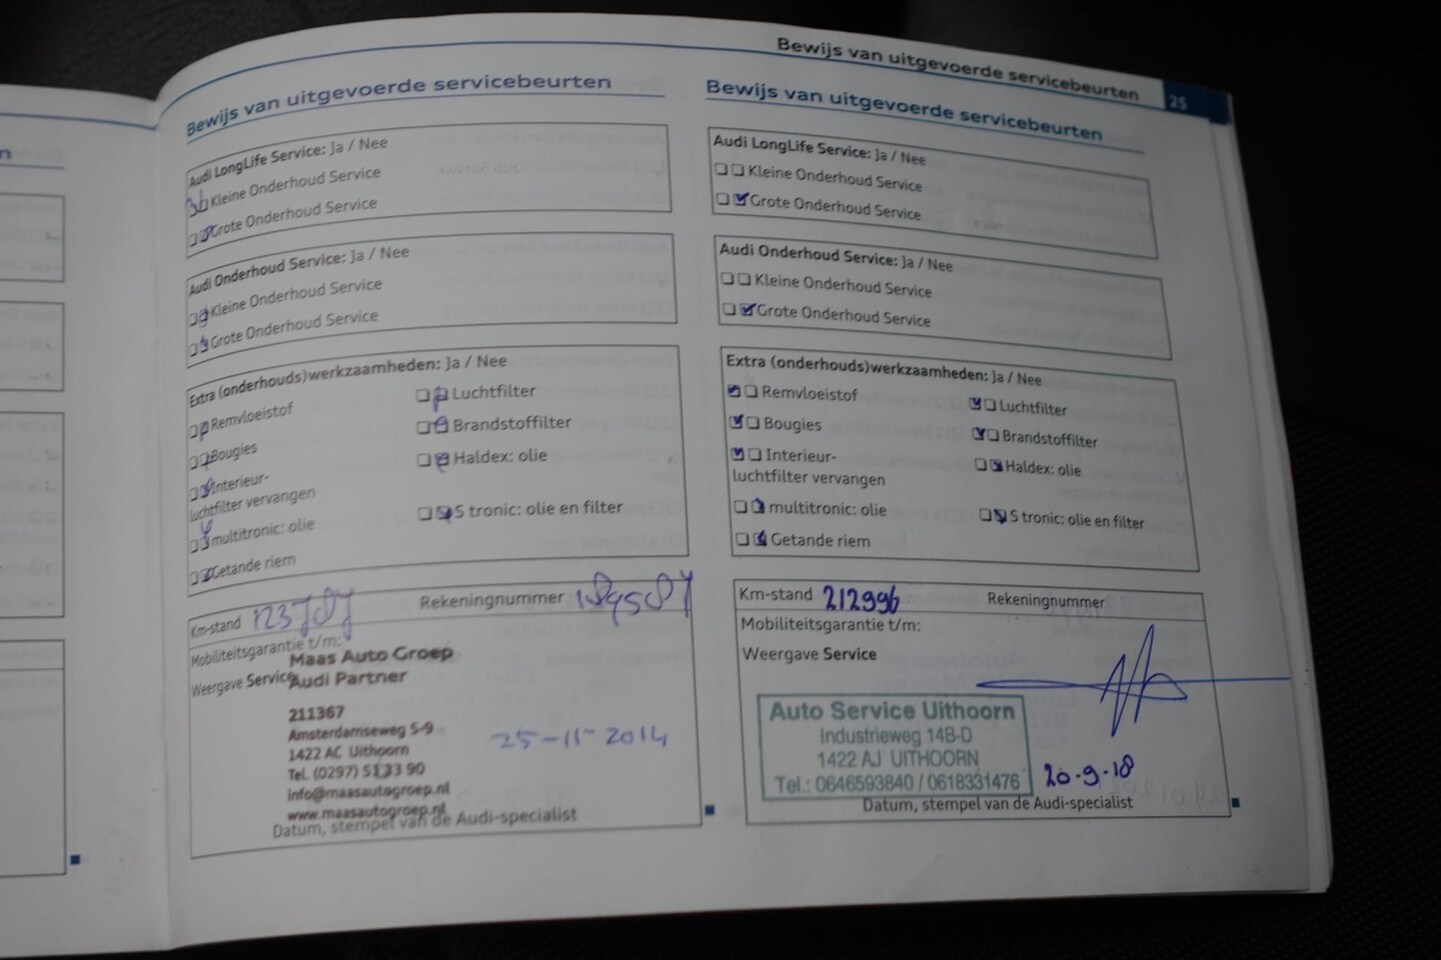 Bewijs van uitgevoerde servicebeurten
25
Bewijs van uitgevoerde servicebeurten
Audi LongLife Service: Ja / Nee
Kleine Onderhoud Service
Grote Onderhoud Service
Audi Onderhoud Service: Ja / Nee
Kleine Onderhoud Service
Grote Onderhoud Service
Extra (onderhouds)werkzaamheden: Ja / Nee
Remvloeistof
Luchtfilter
Bougies
Brandstoffilter
Interieur-
luchtfilter vervangen
Haldex: olie
multitronic: olie
S tronic: olie en filter
Getande riem
Km-stand
Rekeningnummer
Mobiliteitsgarantie t/m:
Weergave Service
Maas Auto Groep
Audi Partner
211367
Amsterdamseweg 5-9
1422 AC Uithoorn
Tel. (0297) 51 33 90
info@maasautogroep.nl
www.maasautogroep.nl
25-11-2014
Datum, stempel van de Audi-specialist
Bewijs van uitgevoerde servicebeurten
Audi LongLife Service: Ja / Nee
Kleine Onderhoud Service
Grote Onderhoud Service
Audi Onderhoud Service: Ja / Nee
Kleine Onderhoud Service
Grote Onderhoud Service
Extra (onderhouds)werkzaamheden: Ja / Nee
Remvloeistof
Luchtfilter
Bougies
Brandstoffilter
Interieur-
luchtfilter vervangen
Haldex: olie
multitronic: olie
S tronic: olie en filter
Getande riem
Km-stand 212996
Rekeningnummer
Mobiliteitsgarantie t/m:
Weergave Service
Auto Service Uithoorn
Industrieweg 14B-D
1422 AJ UITHOORN
Tel.: 0646593840 / 0618331476
20-9-18
Datum, stempel van de Audi-specialist